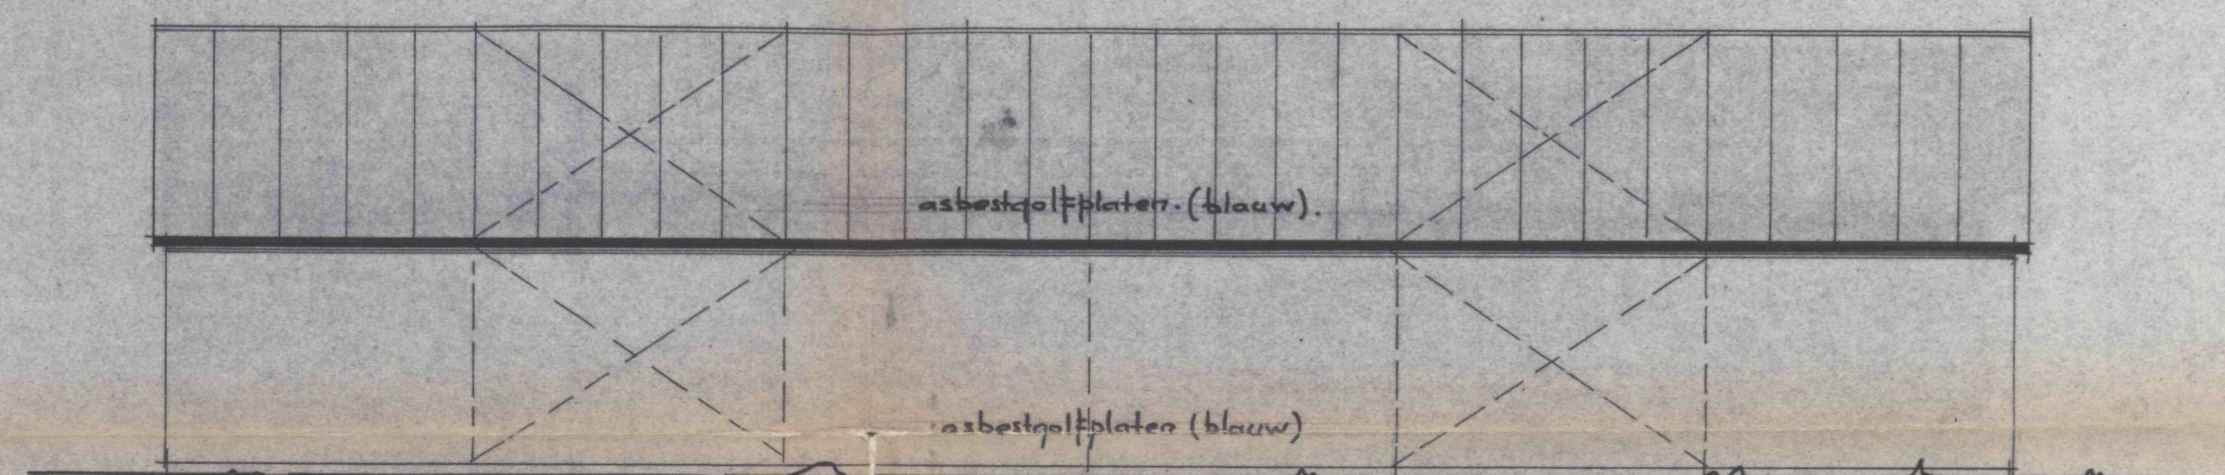 asbestgolfplaten. (blauw).
asbestgolfplaten (blauw)